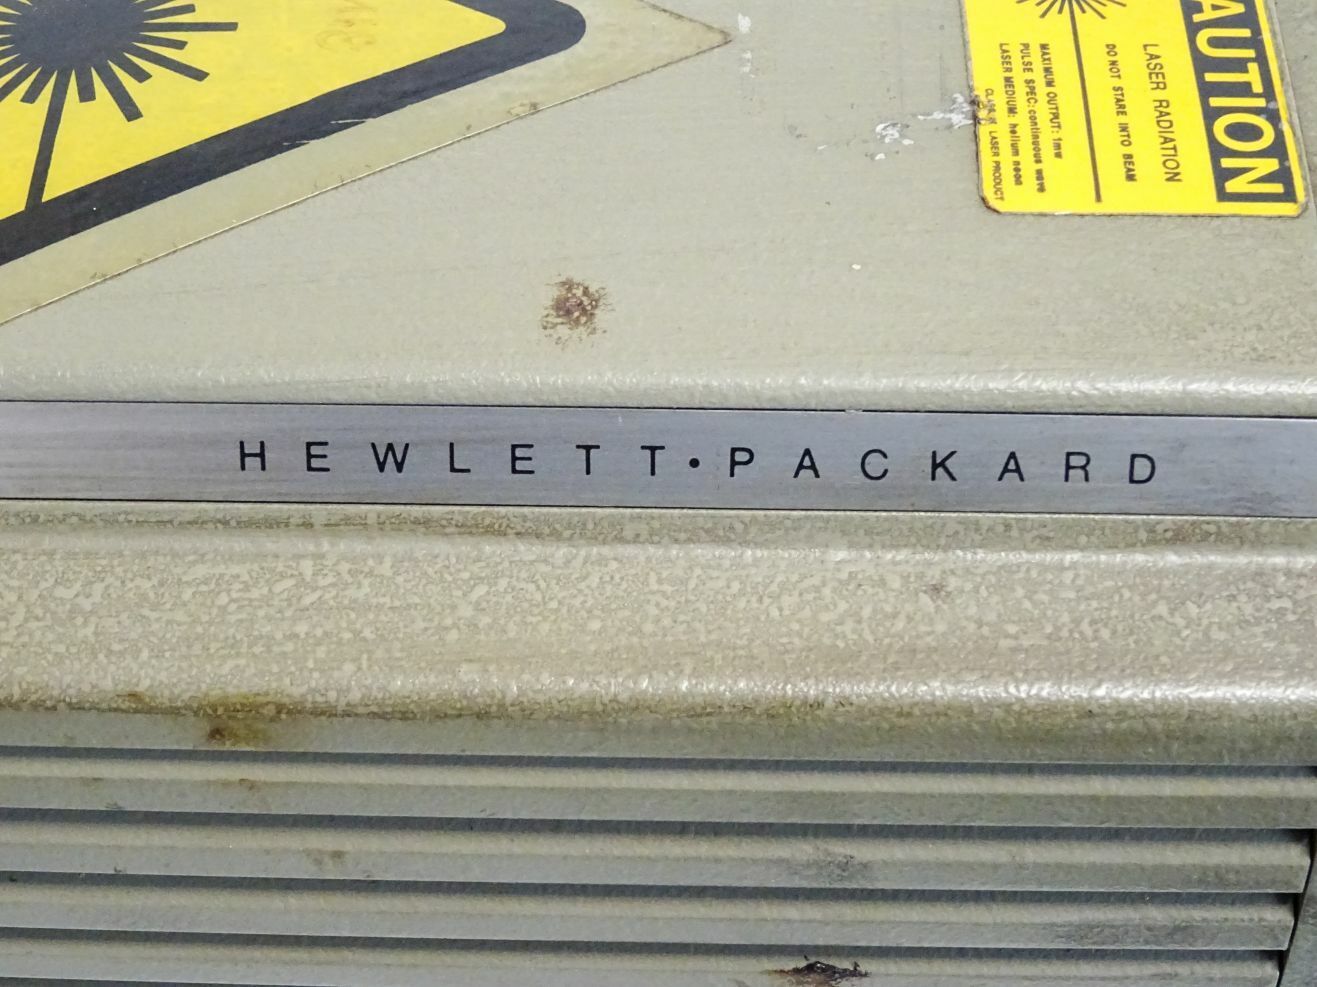 CAUTION
LASER RADIATION
DO NOT STARE INTO BEAM
MAXIMUM OUTPUT: 1mw
PULSE SPEC: continuous wave
LASER MEDIUM: helium neon
LASER PRODUCT
HEWLETT•PACKARD